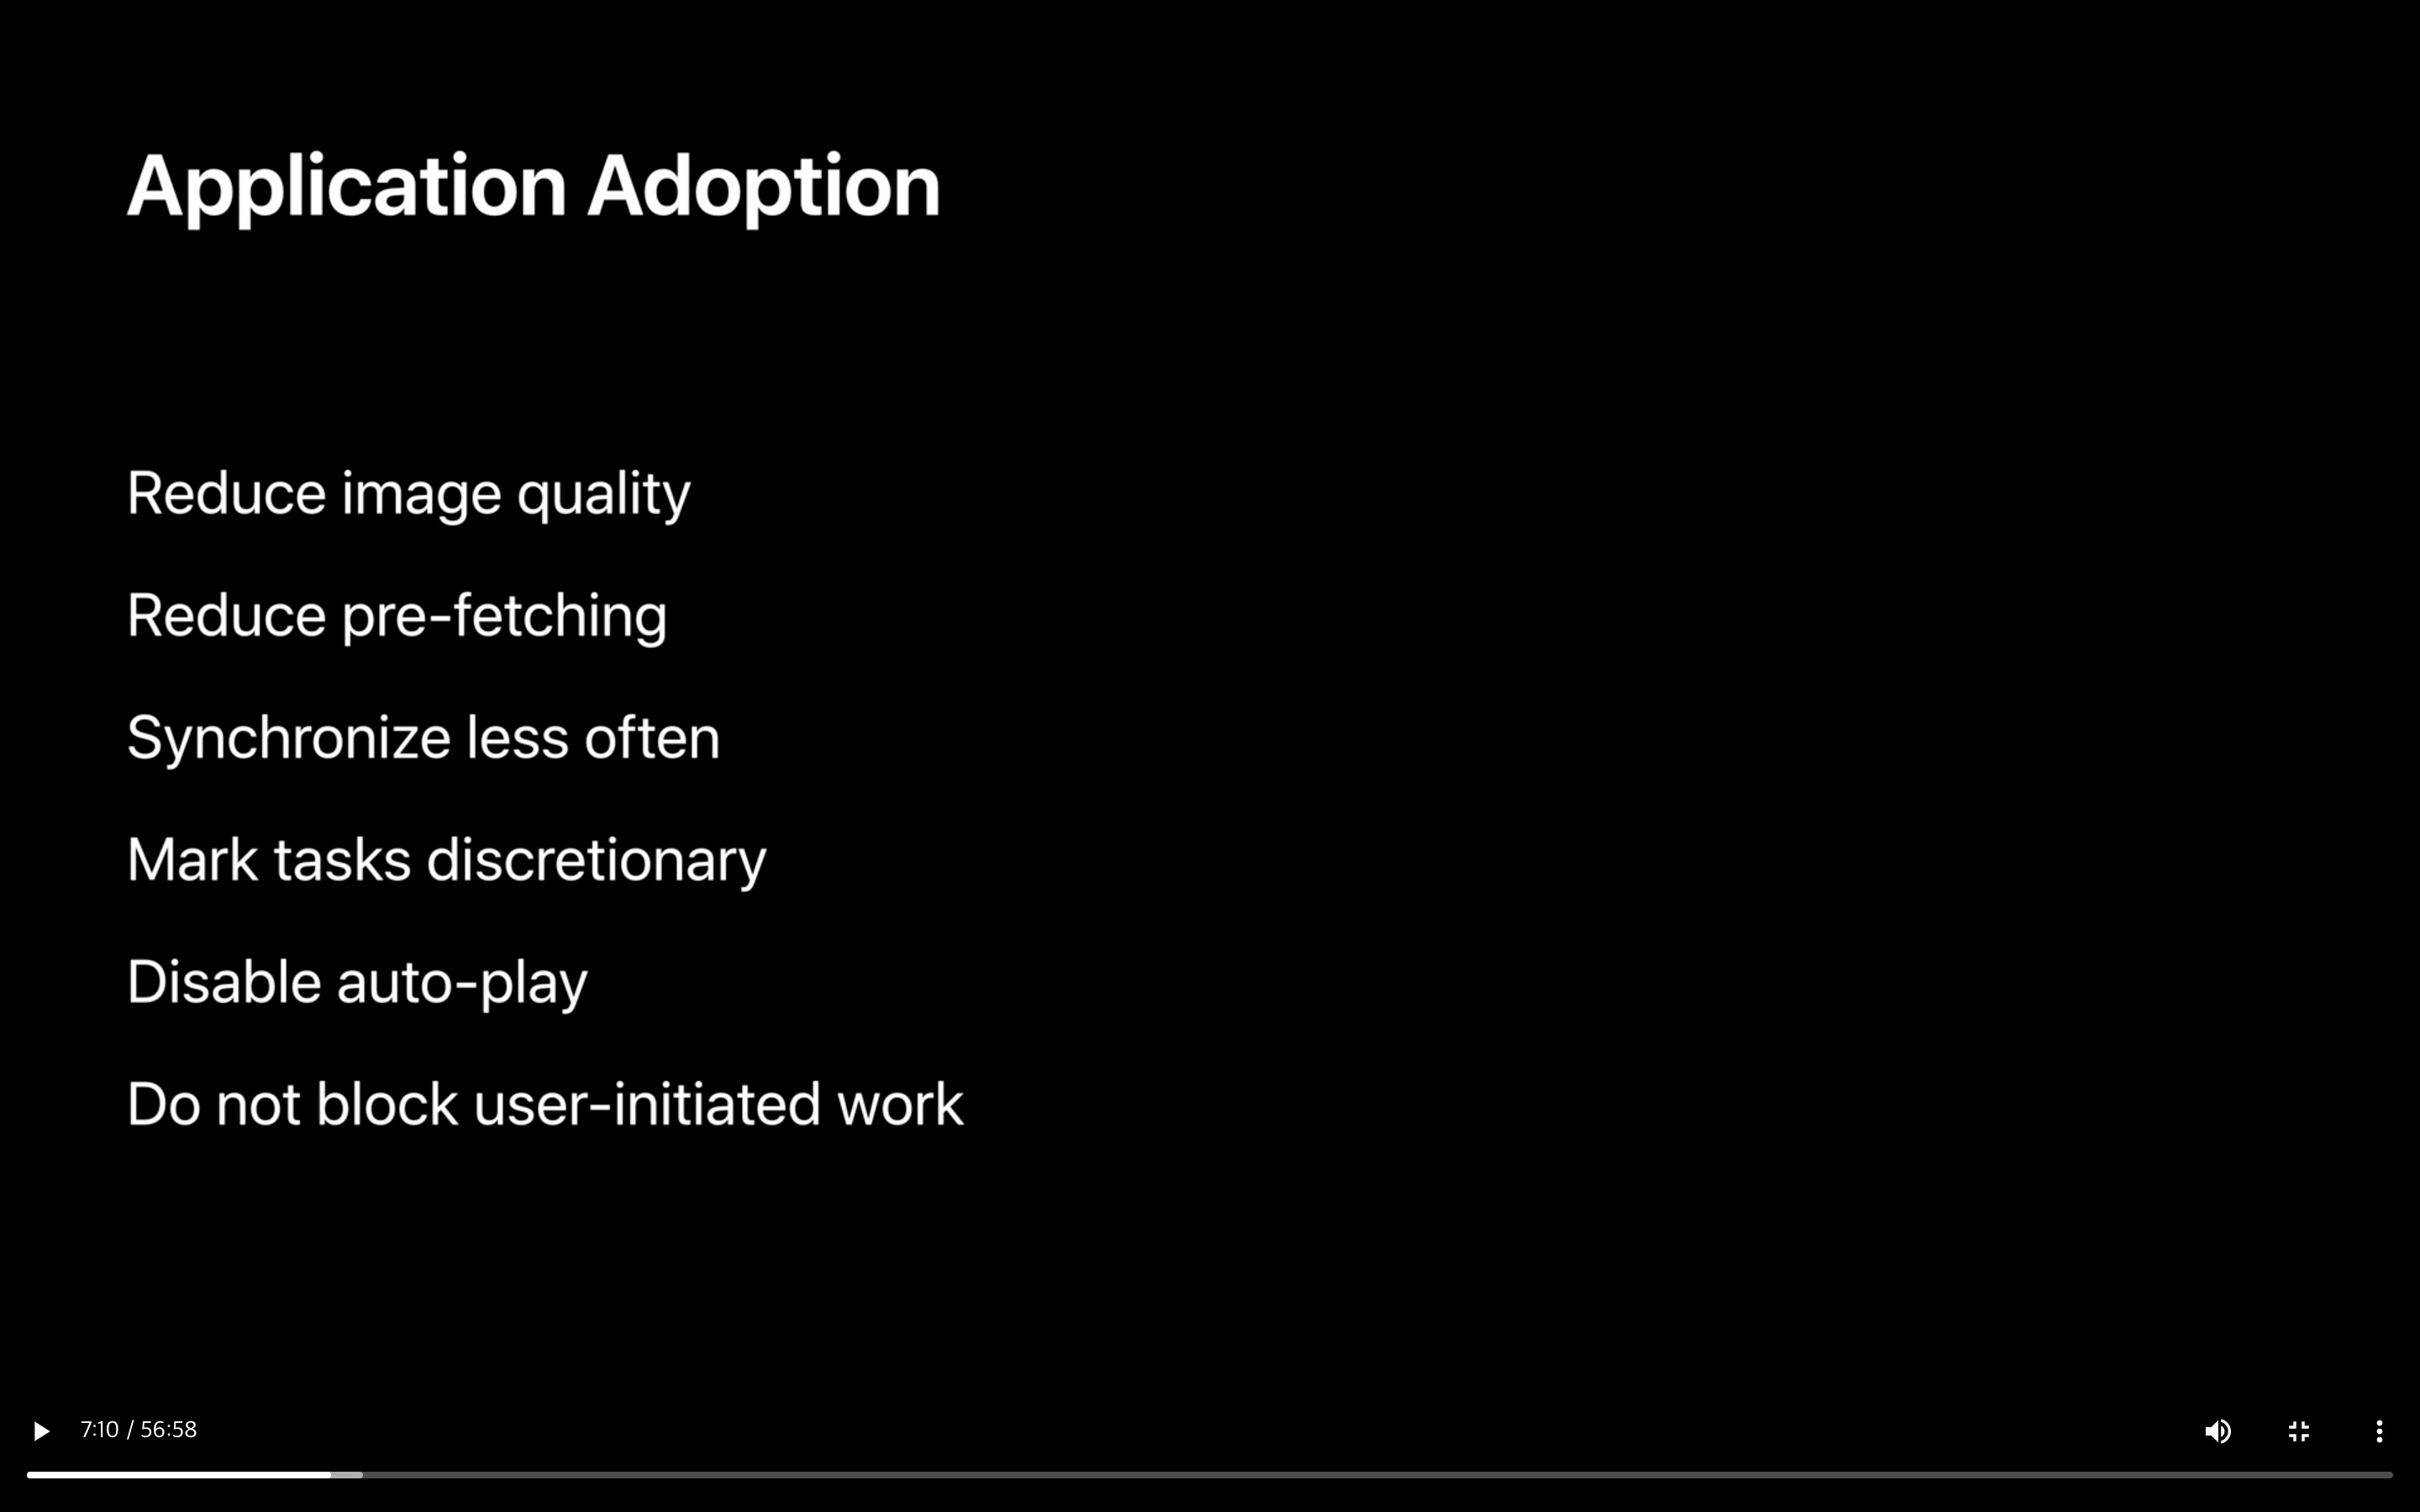 Application Adoption
Reduce image quality
Reduce pre-fetching
Synchronize less often
Mark tasks discretionary
Disable auto-play
Do not block user-initiated work
7:10 / 56:58